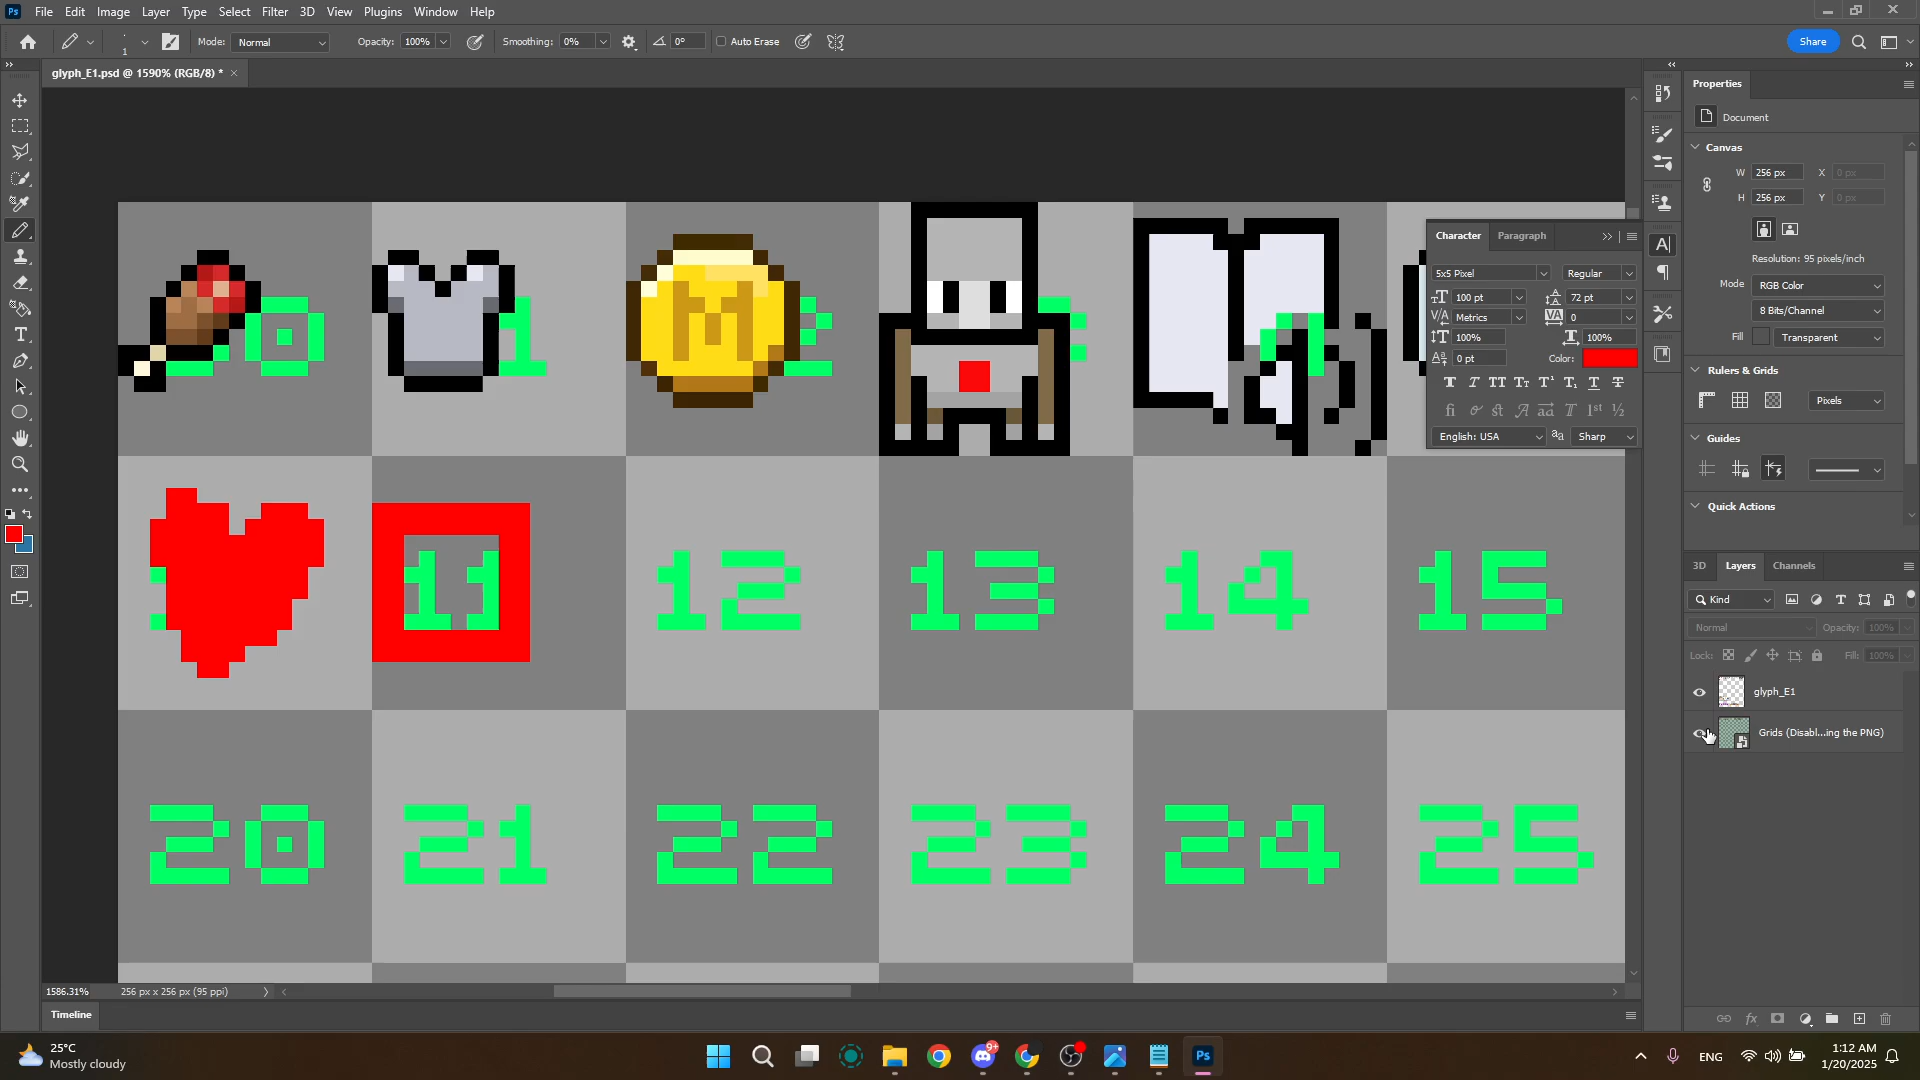 Ps File Edit Image Layer Type Select Filter 3D View Plugins Window Help
1 Mode: Normal Opacity: 100% Smoothing: 0% 0° Auto Erase Share
glyph_E1.psd @ 1590% (RGB/8) *
Properties
Document
Canvas
W 256 px X 0 px
H 256 px Y 0 px
Resolution: 95 pixels/inch
Mode RGB Color
8 Bits/Channel
Fill Transparent
Rulers & Grids
Pixels
Guides
Quick Actions
Character Paragraph
5x5 Pixel Regular
100 pt 72 pt
Metrics 0
100% 100%
0 pt Color:
English: USA Sharp
M
0 1
11 12 13 14 15
20 21 22 23 24 25
3D Layers Channels
Kind
Normal Opacity: 100%
Lock: Fill: 100%
glyph_E1
Grids (Disabl...ing the PNG)
1586.31% 256 px x 256 px (95 ppi)
Timeline
25°C
Mostly cloudy
9+
Ps
ENG
1:12 AM
1/20/2025